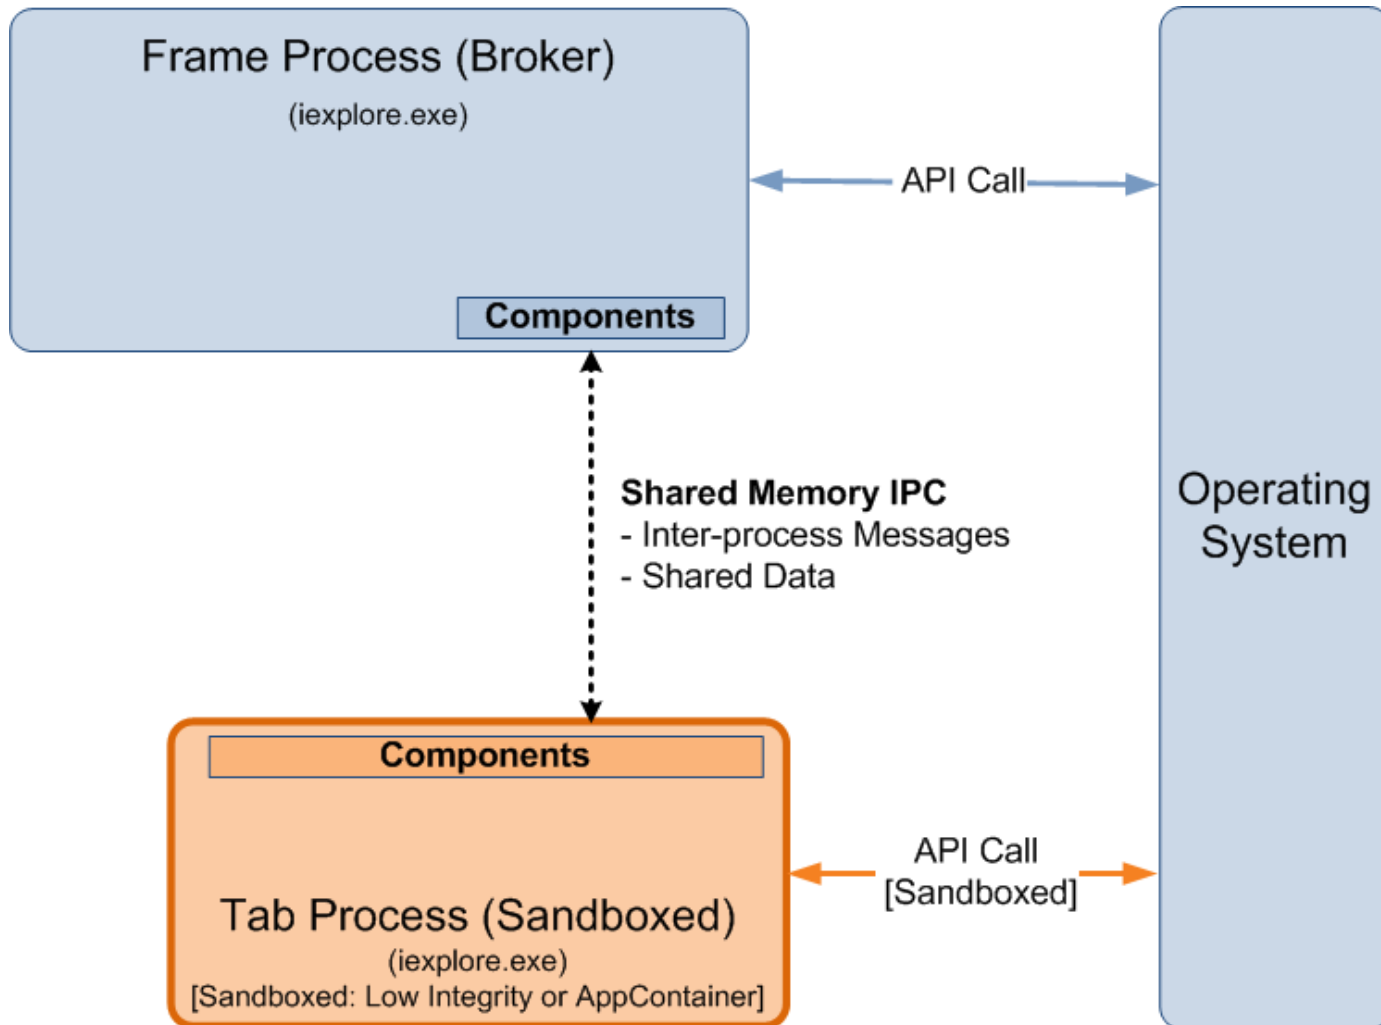 Frame Process (Broker)
(iexplore.exe)
Components
API Call
Shared Memory IPC
- Inter-process Messages
- Shared Data
Operating
System
Components
Tab Process (Sandboxed)
(iexplore.exe)
[Sandboxed: Low Integrity or AppContainer]
API Call
[Sandboxed]